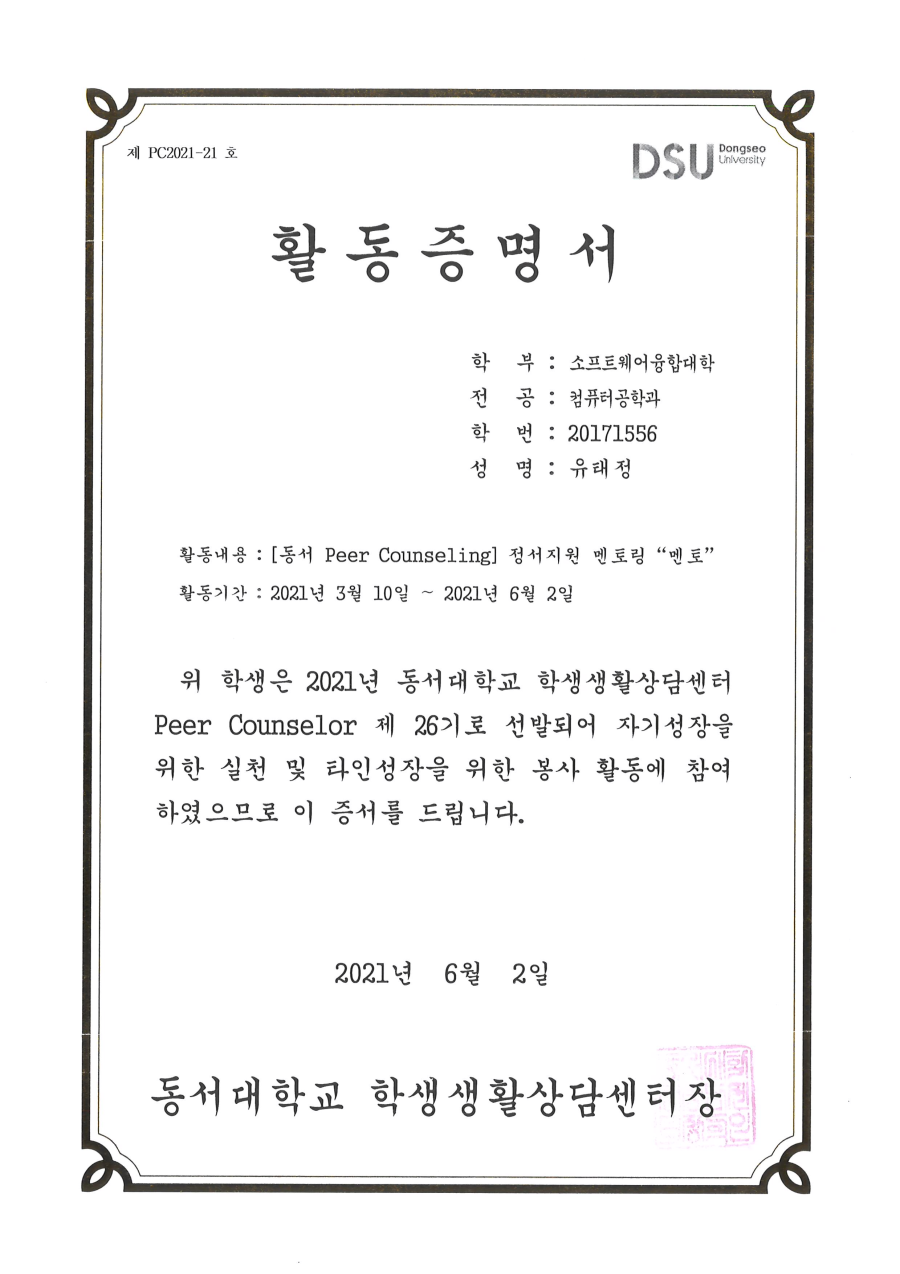 제 PC2021-21 호
DSU Dongseo
University
활동증명서
학 부 : 소프트웨어융합대학
전 공 : 컴퓨터공학과
학 번 : 20171556
성 명 : 유태정
활동내용 : [동서 Peer Counseling] 정서지원 멘토링 “멘토”
활동기간 : 2021년 3월 10일 ~ 2021년 6월 2일
위 학생은 2021년 동서대학교 학생생활상담센터
Peer Counselor 제 26기로 선발되어 자기성장을
위한 실천 및 타인성장을 위한 봉사 활동에 참여
하였으므로 이 증서를 드립니다.
2021년 6월 2일
동서대학교 학생생활상담센터장